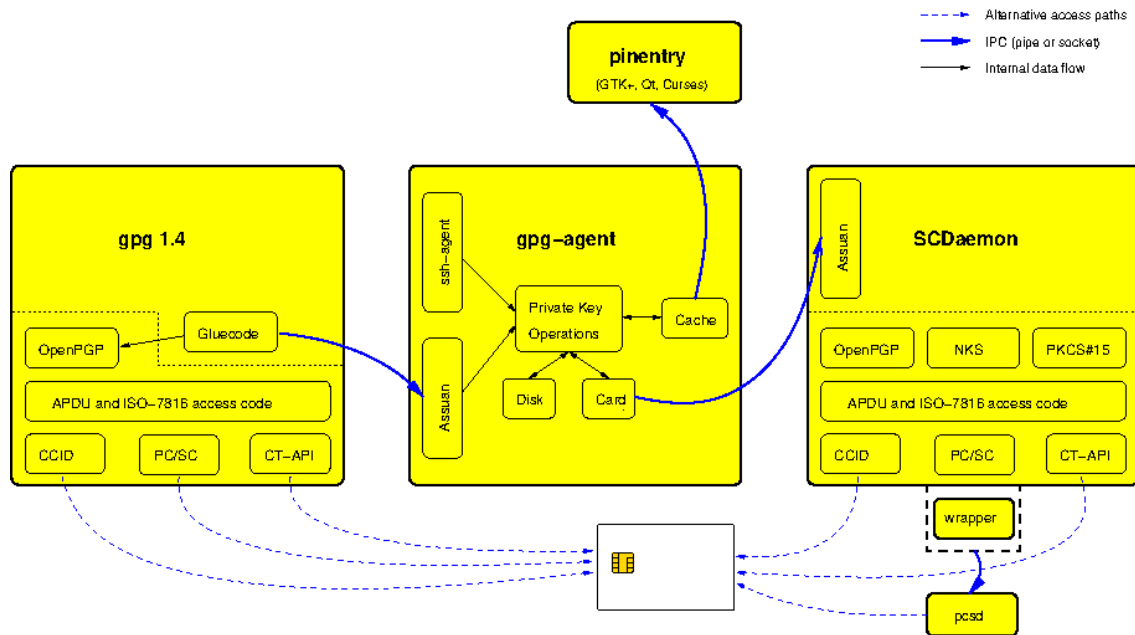 Alternative access paths
IPC (pipe or socket)
Internal data flow
pinentry
(GTK+, Qt, Curses)
gpg 1.4
Gluecode
OpenPGP
APDU and ISO-7816 access code
CCID
PC/SC
CT-API
gpg-agent
ssh-agent
Assuan
Private Key
Operations
Cache
Disk
Card
SCDaemon
Assuan
OpenPGP
NKS
PKCS#15
APDU and ISO-7816 access code
CCID
PC/SC
CT-API
wrapper
pcsd